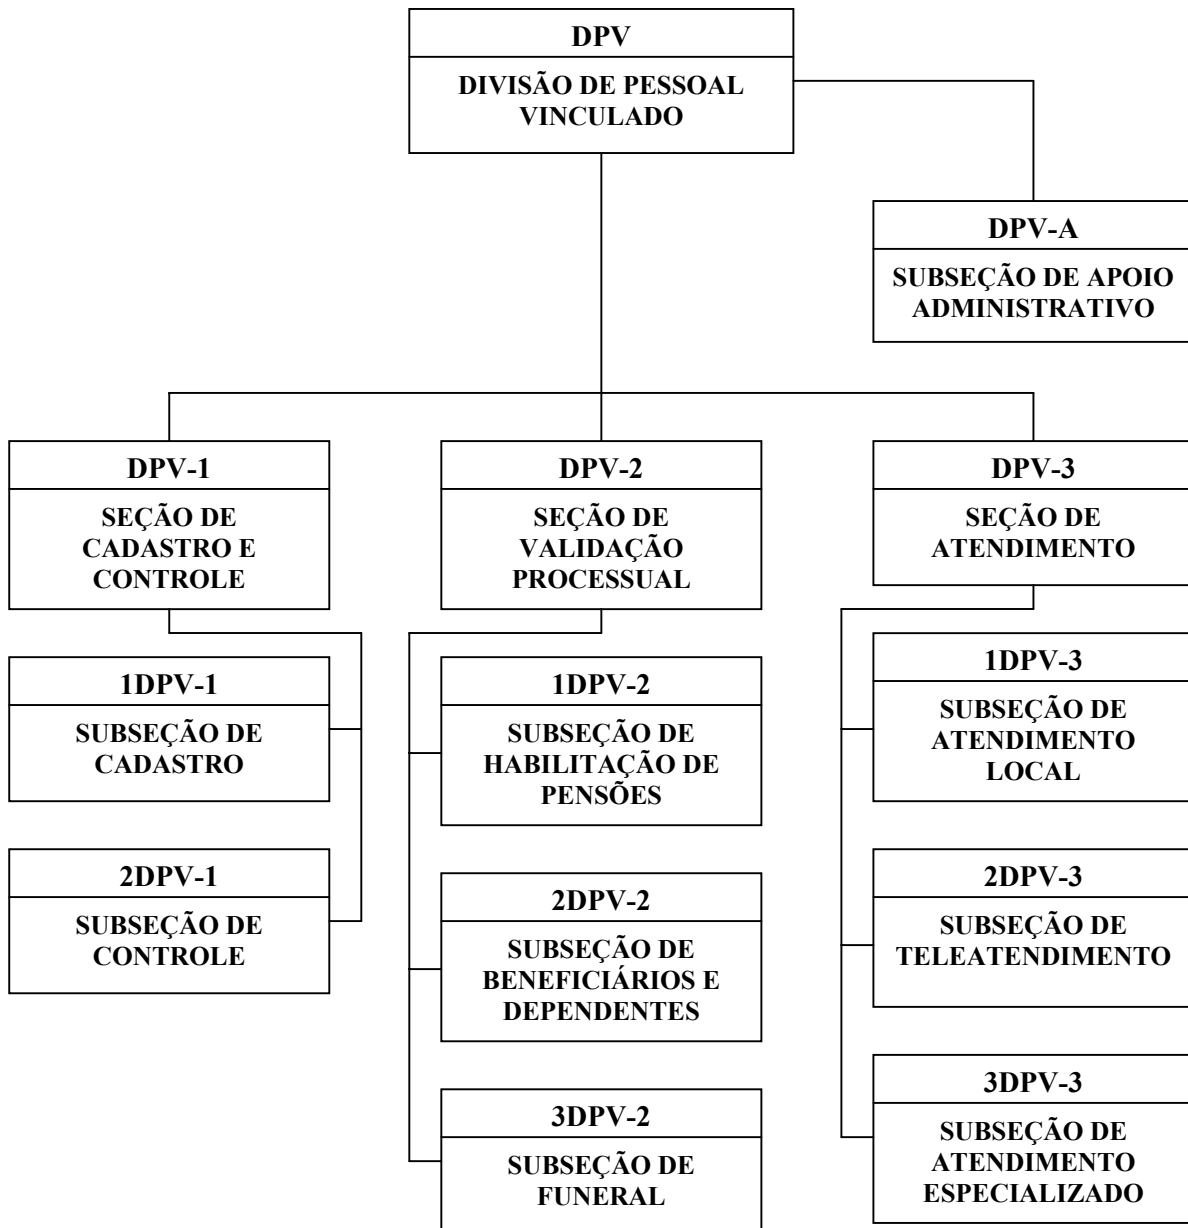 DPV
DIVISÃO DE PESSOAL
VINCULADO
DPV-A
SUBSEÇÃO DE APOIO
ADMINISTRATIVO
DPV-1
SEÇÃO DE
CADASTRO E
CONTROLE
DPV-2
SEÇÃO DE
VALIDAÇÃO
PROCESSUAL
DPV-3
SEÇÃO DE
ATENDIMENTO
1DPV-1
SUBSEÇÃO DE
CADASTRO
2DPV-1
SUBSEÇÃO DE
CONTROLE
1DPV-2
SUBSEÇÃO DE
HABILITAÇÃO DE
PENSÕES
2DPV-2
SUBSEÇÃO DE
BENEFICIÁRIOS E
DEPENDENTES
3DPV-2
SUBSEÇÃO DE
FUNERAL
1DPV-3
SUBSEÇÃO DE
ATENDIMENTO
LOCAL
2DPV-3
SUBSEÇÃO DE
TELEATENDIMENTO
3DPV-3
SUBSEÇÃO DE
ATENDIMENTO
ESPECIALIZADO